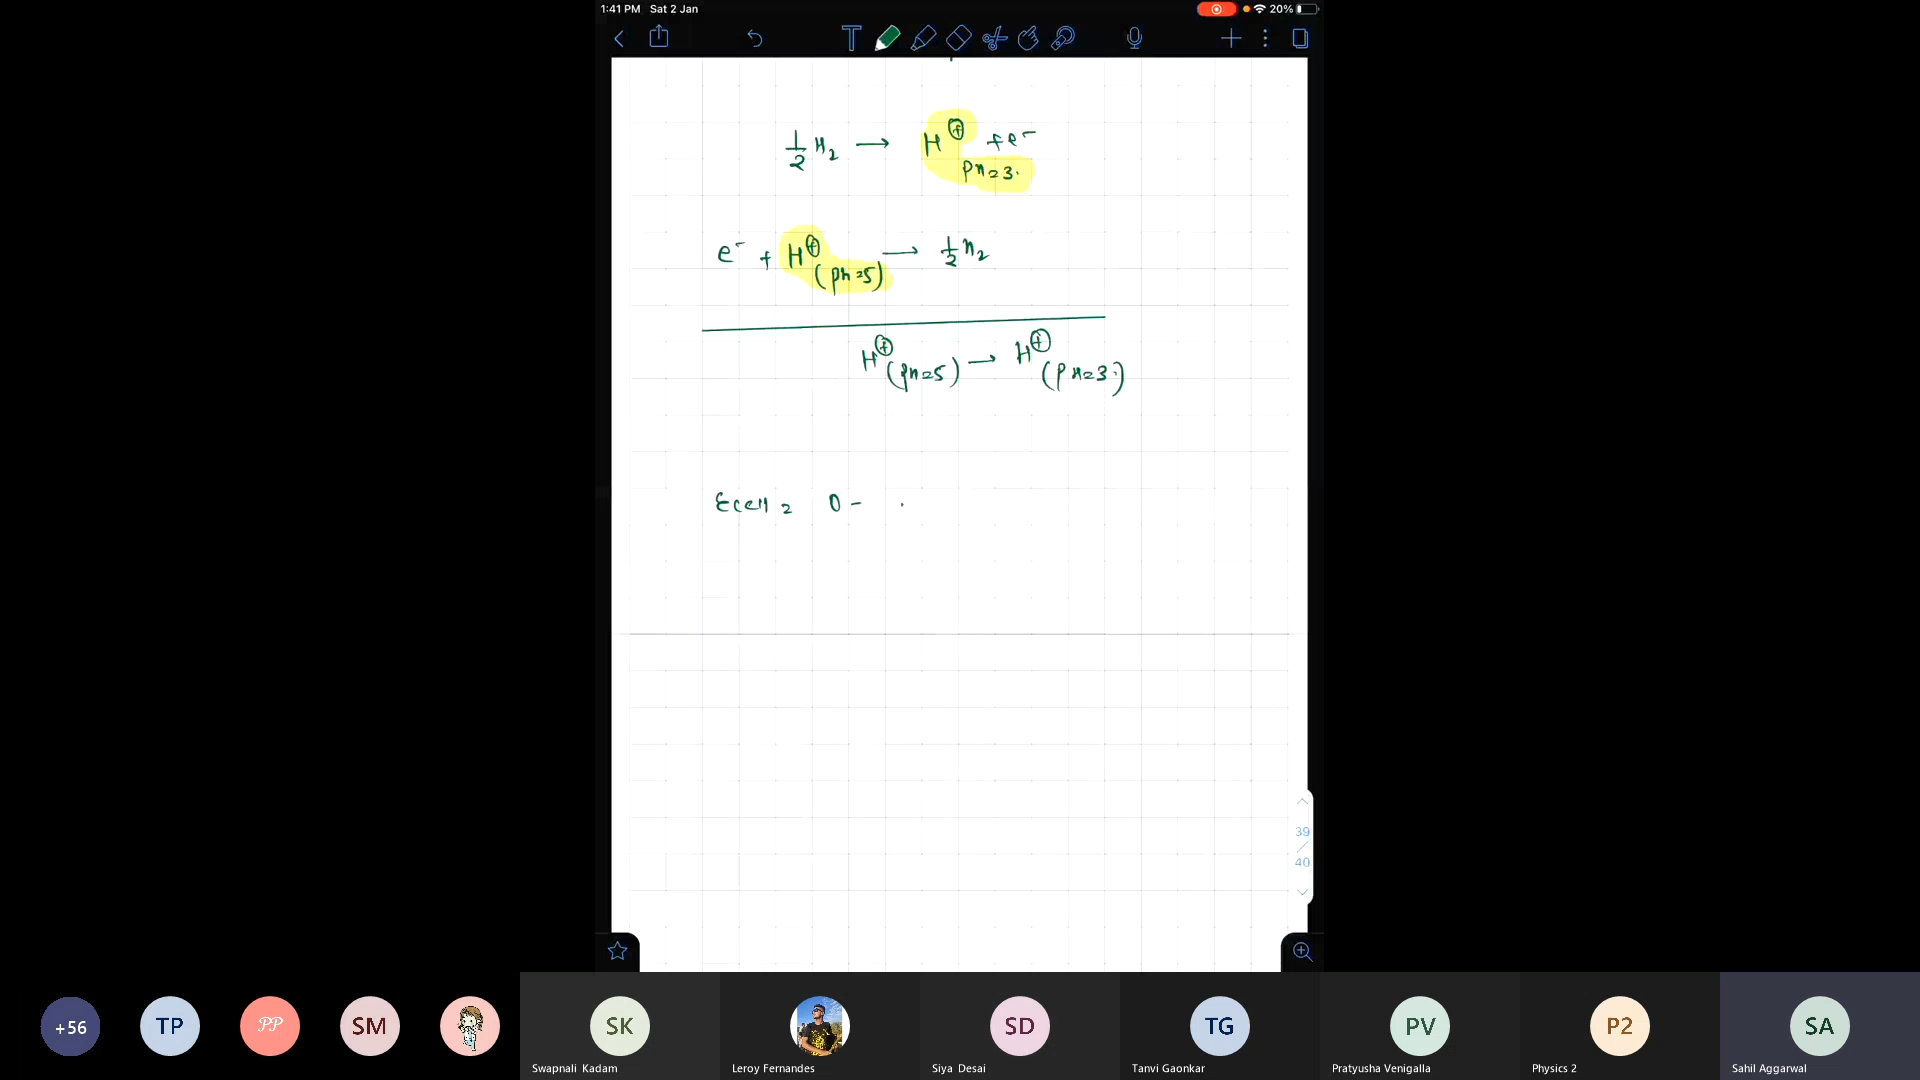 1:41 PM Sat 2 Jan
20%
T
1/2 H₂ → H⊕ + e⁻
pH=3.
e⁻ + H⊕ (pH=5) → 1/2 H₂
H⊕ (pH=5) → H⊕ (pH=3.)
Ecell = 0 -
39
40
+56
TP
PP
SM
SK
SD
TG
PV
P2
SA
Swapnali Kadam
Leroy Fernandes
Siya Desai
Tanvi Gaonkar
Pratyusha Venigalla
Physics 2
Sahil Aggarwal